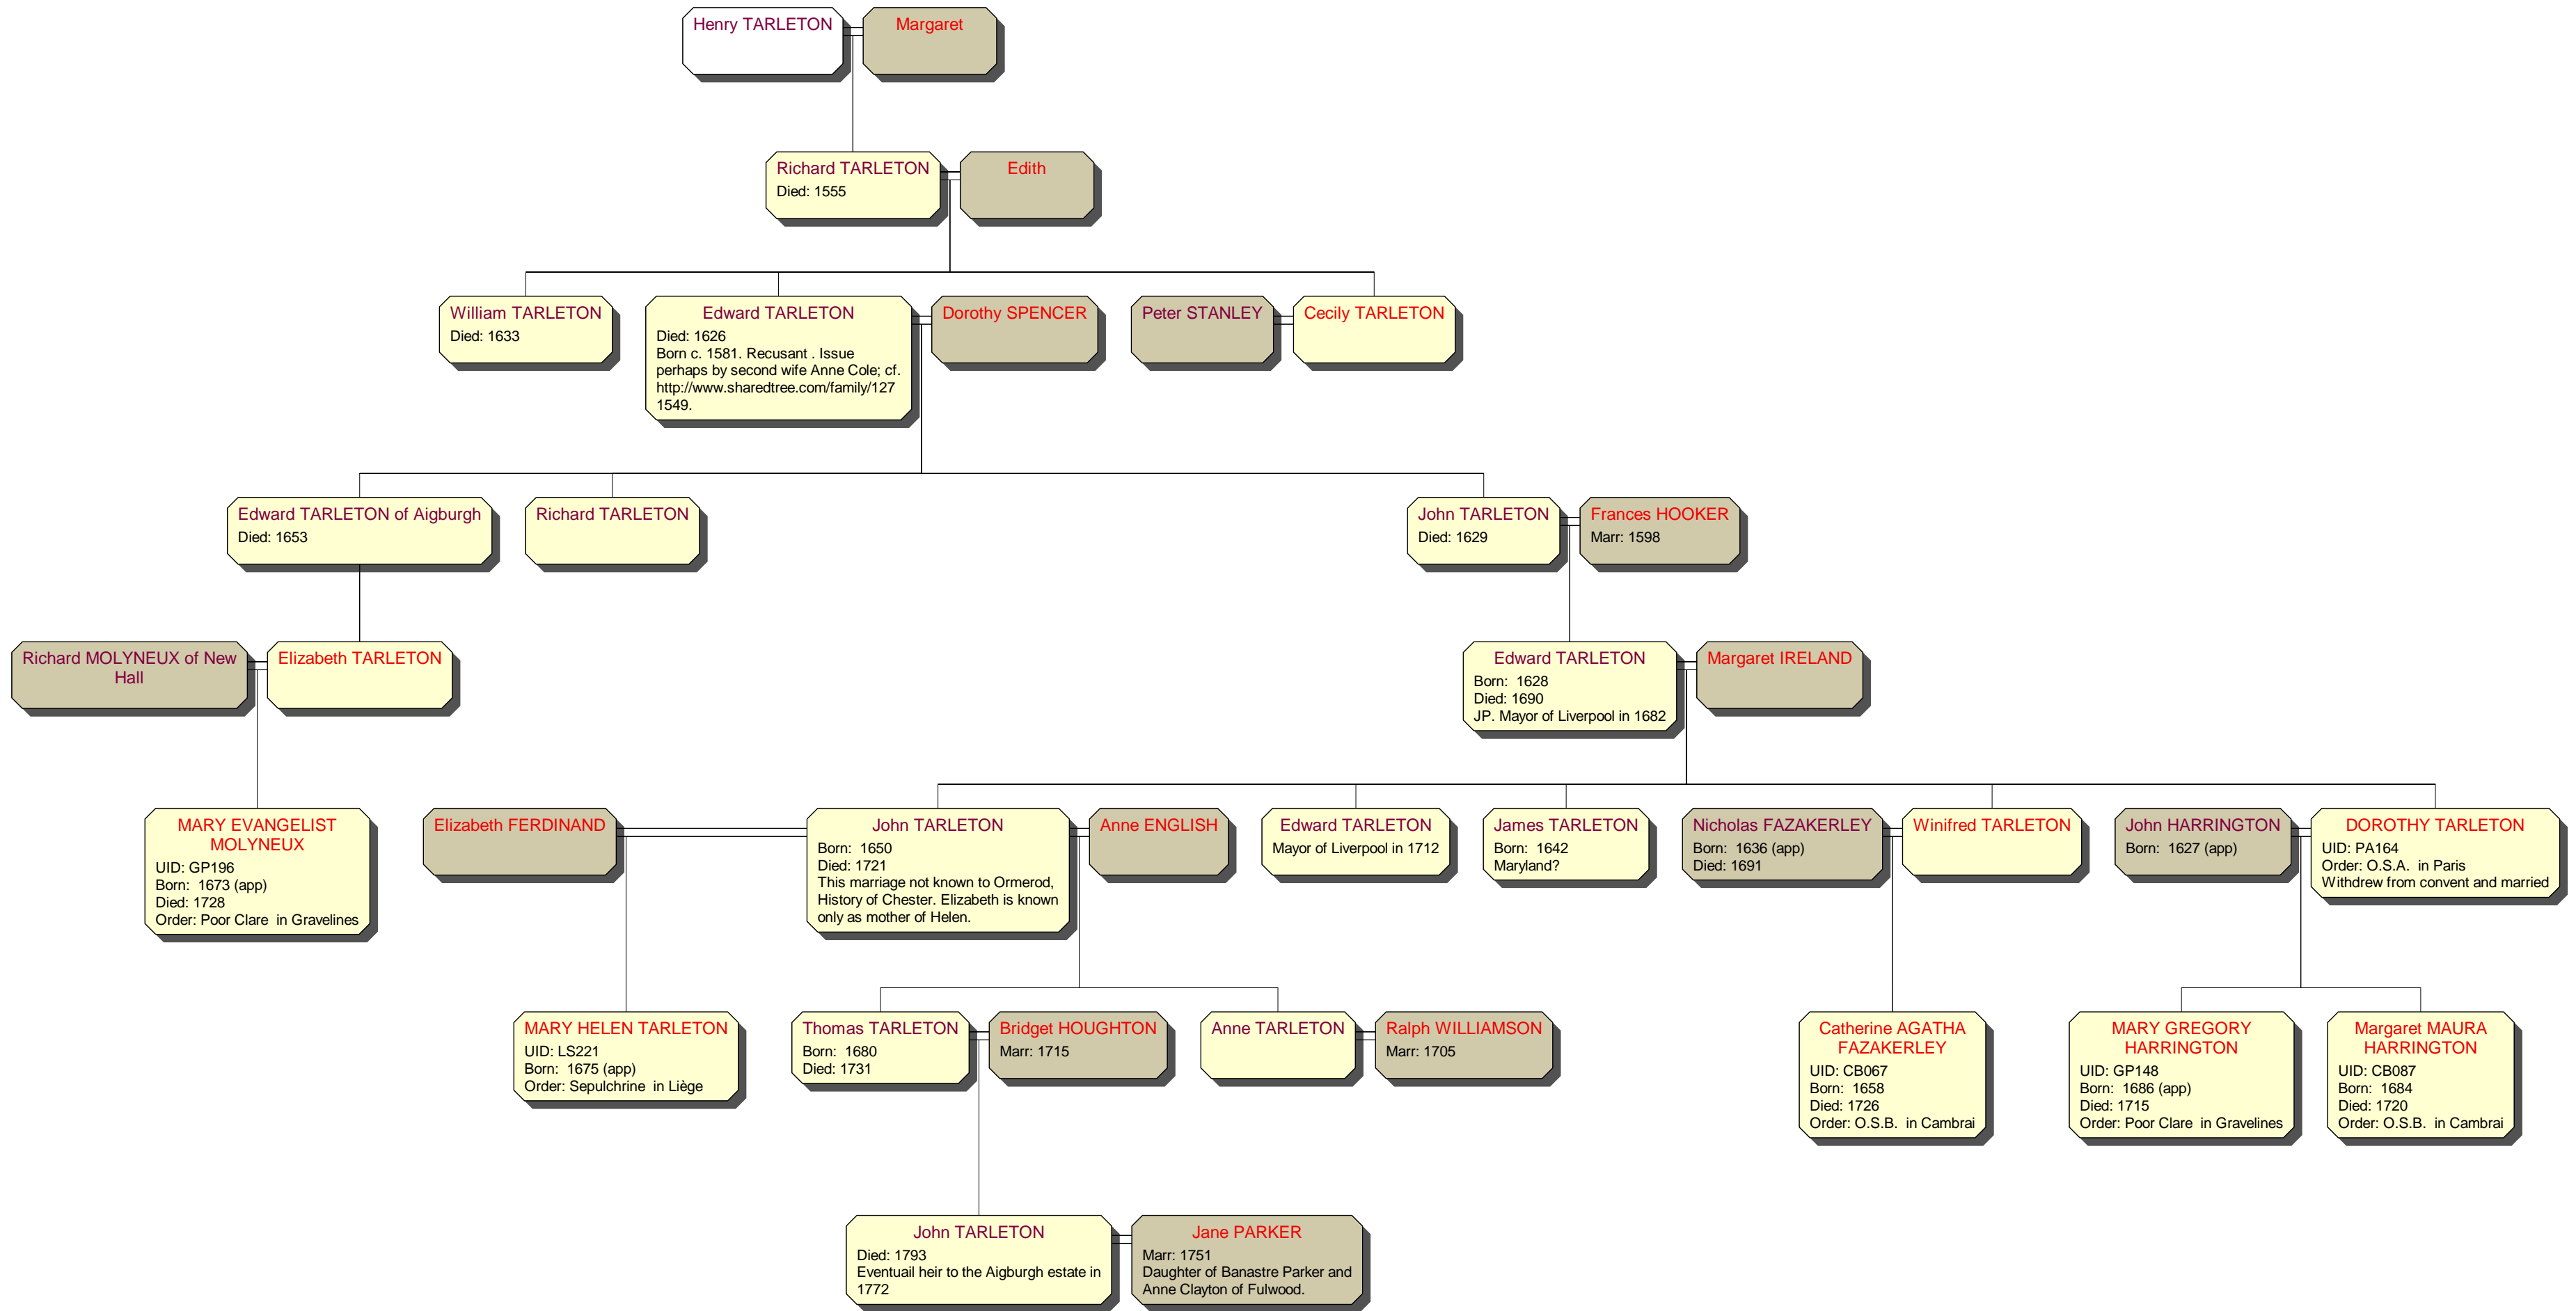 Henry TARLETON
Margaret
Richard TARLETON
Died: 1555
Edith
William TARLETON
Died: 1633
Edward TARLETON
Died: 1626
Born c. 1581. Recusant . Issue
perhaps by second wife Anne Cole; cf.
http://www.sharedtree.com/family/127
1549.
Dorothy SPENCER
Peter STANLEY
Cecily TARLETON
Edward TARLETON of Aigburgh
Died: 1653
Richard TARLETON
John TARLETON
Died: 1629
Frances HOOKER
Marr: 1598
Richard MOLYNEUX of New
Hall
Elizabeth TARLETON
Edward TARLETON
Born: 1628
Died: 1690
JP. Mayor of Liverpool in 1682
Margaret IRELAND
MARY EVANGELIST
MOLYNEUX
UID: GP196
Born: 1673 (app)
Died: 1728
Order: Poor Clare in Gravelines
Elizabeth FERDINAND
John TARLETON
Born: 1650
Died: 1721
This marriage not known to Ormerod,
History of Chester. Elizabeth is known
only as mother of Helen.
Anne ENGLISH
Edward TARLETON
Mayor of Liverpool in 1712
James TARLETON
Born: 1642
Maryland?
Nicholas FAZAKERLEY
Born: 1636 (app)
Died: 1691
Winifred TARLETON
John HARRINGTON
Born: 1627 (app)
DOROTHY TARLETON
UID: PA164
Order: O.S.A. in Paris
Withdrew from convent and married
MARY HELEN TARLETON
UID: LS221
Born: 1675 (app)
Order: Sepulchrine in Liège
Thomas TARLETON
Born: 1680
Died: 1731
Bridget HOUGHTON
Marr: 1715
Anne TARLETON
Ralph WILLIAMSON
Marr: 1705
Catherine AGATHA
FAZAKERLEY
UID: CB067
Born: 1658
Died: 1726
Order: O.S.B. in Cambrai
MARY GREGORY
HARRINGTON
UID: GP148
Born: 1686 (app)
Died: 1715
Order: Poor Clare in Gravelines
Margaret MAURA
HARRINGTON
UID: CB087
Born: 1684
Died: 1720
Order: O.S.B. in Cambrai
John TARLETON
Died: 1793
Eventuail heir to the Aigburgh estate in
1772
Jane PARKER
Marr: 1751
Daughter of Banastre Parker and
Anne Clayton of Fulwood.